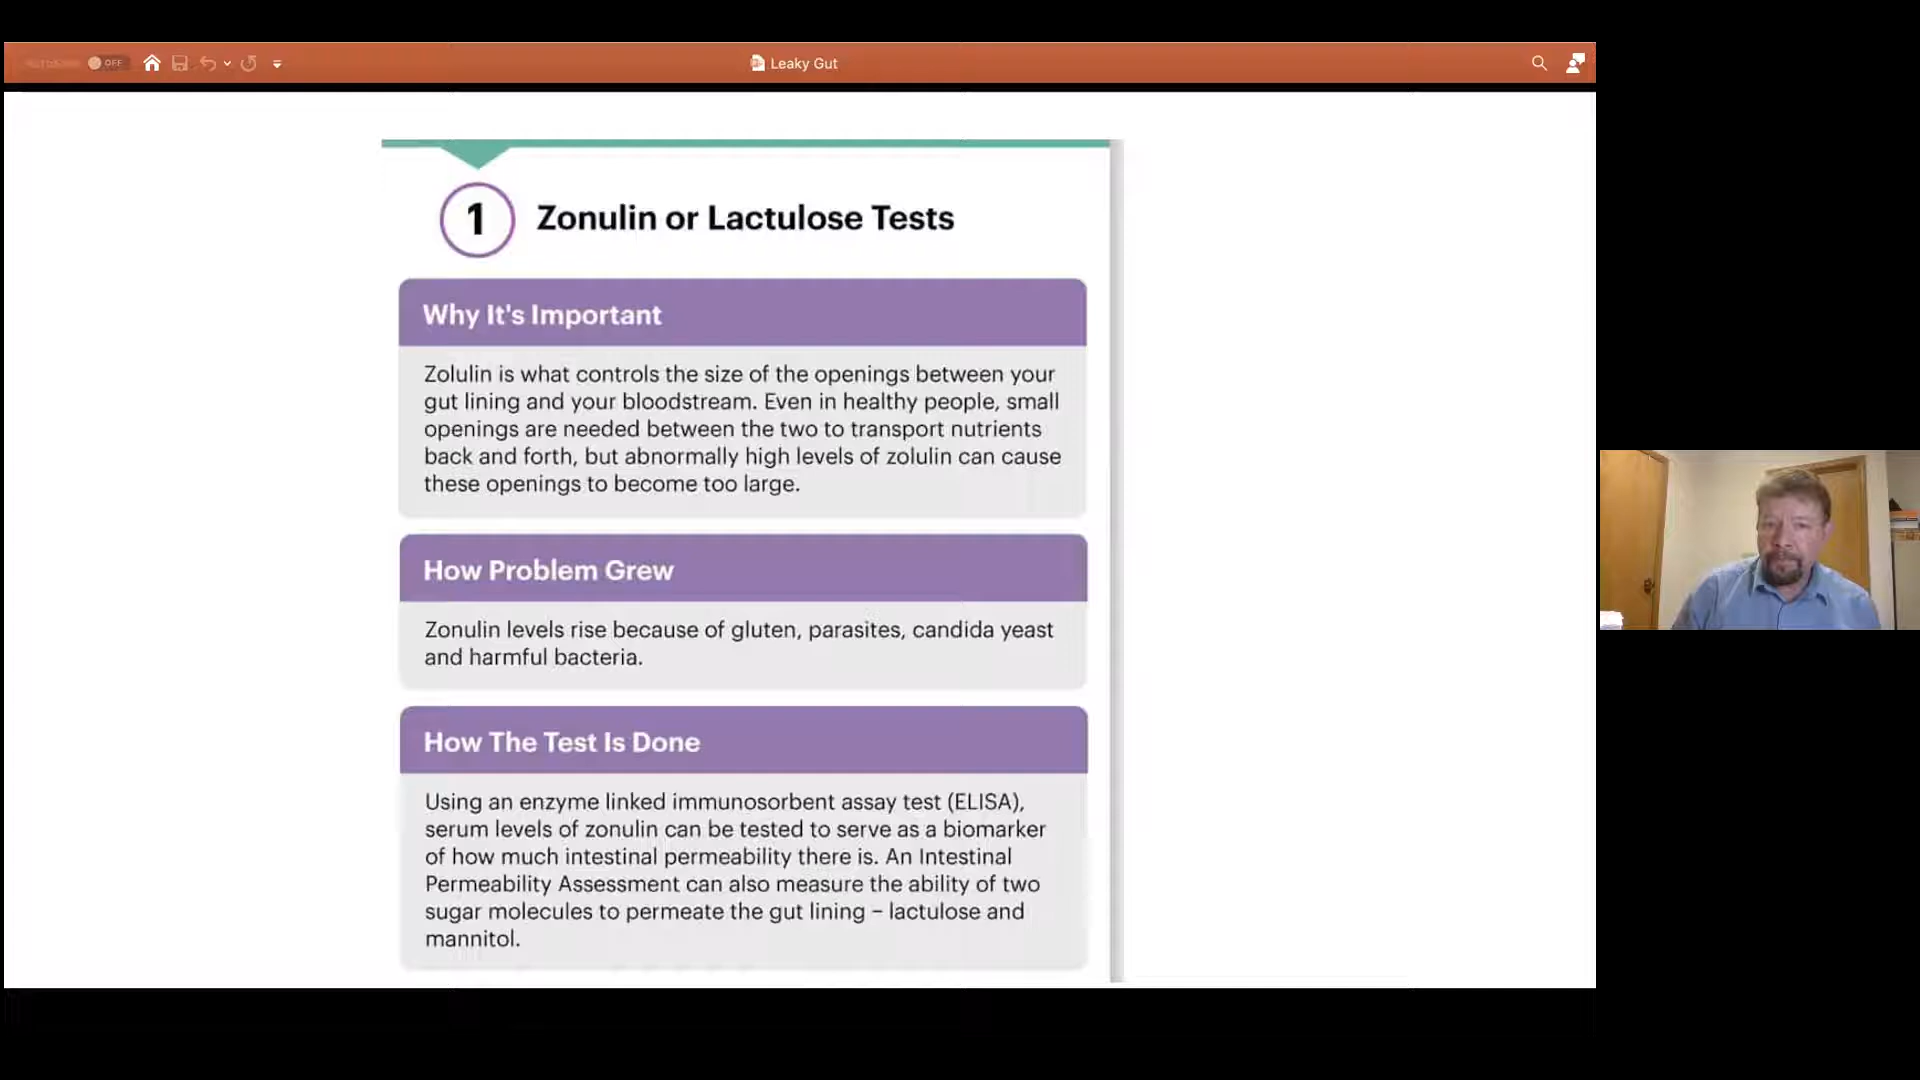 OFF
Leaky Gut
1 Zonulin or Lactulose Tests
Why It's Important
Zolulin is what controls the size of the openings between your
gut lining and your bloodstream. Even in healthy people, small
openings are needed between the two to transport nutrients
back and forth, but abnormally high levels of zolulin can cause
these openings to become too large.
How Problem Grew
Zonulin levels rise because of gluten, parasites, candida yeast
and harmful bacteria.
How The Test Is Done
Using an enzyme linked immunosorbent assay test (ELISA),
serum levels of zonulin can be tested to serve as a biomarker
of how much intestinal permeability there is. An Intestinal
Permeability Assessment can also measure the ability of two
sugar molecules to permeate the gut lining – lactulose and
mannitol.